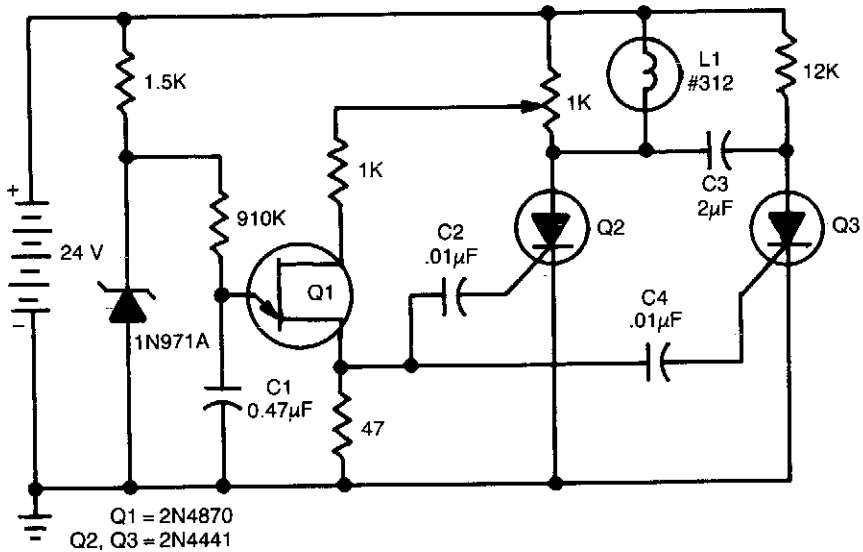 1.5K
1K
L1
#312
12K
1K
910K
C3
2µF
Q2
Q3
+
24 V
−
C2
.01µF
Q1
C4
.01µF
1N971A
C1
0.47µF
47
Q1 = 2N4870
Q2, Q3 = 2N4441